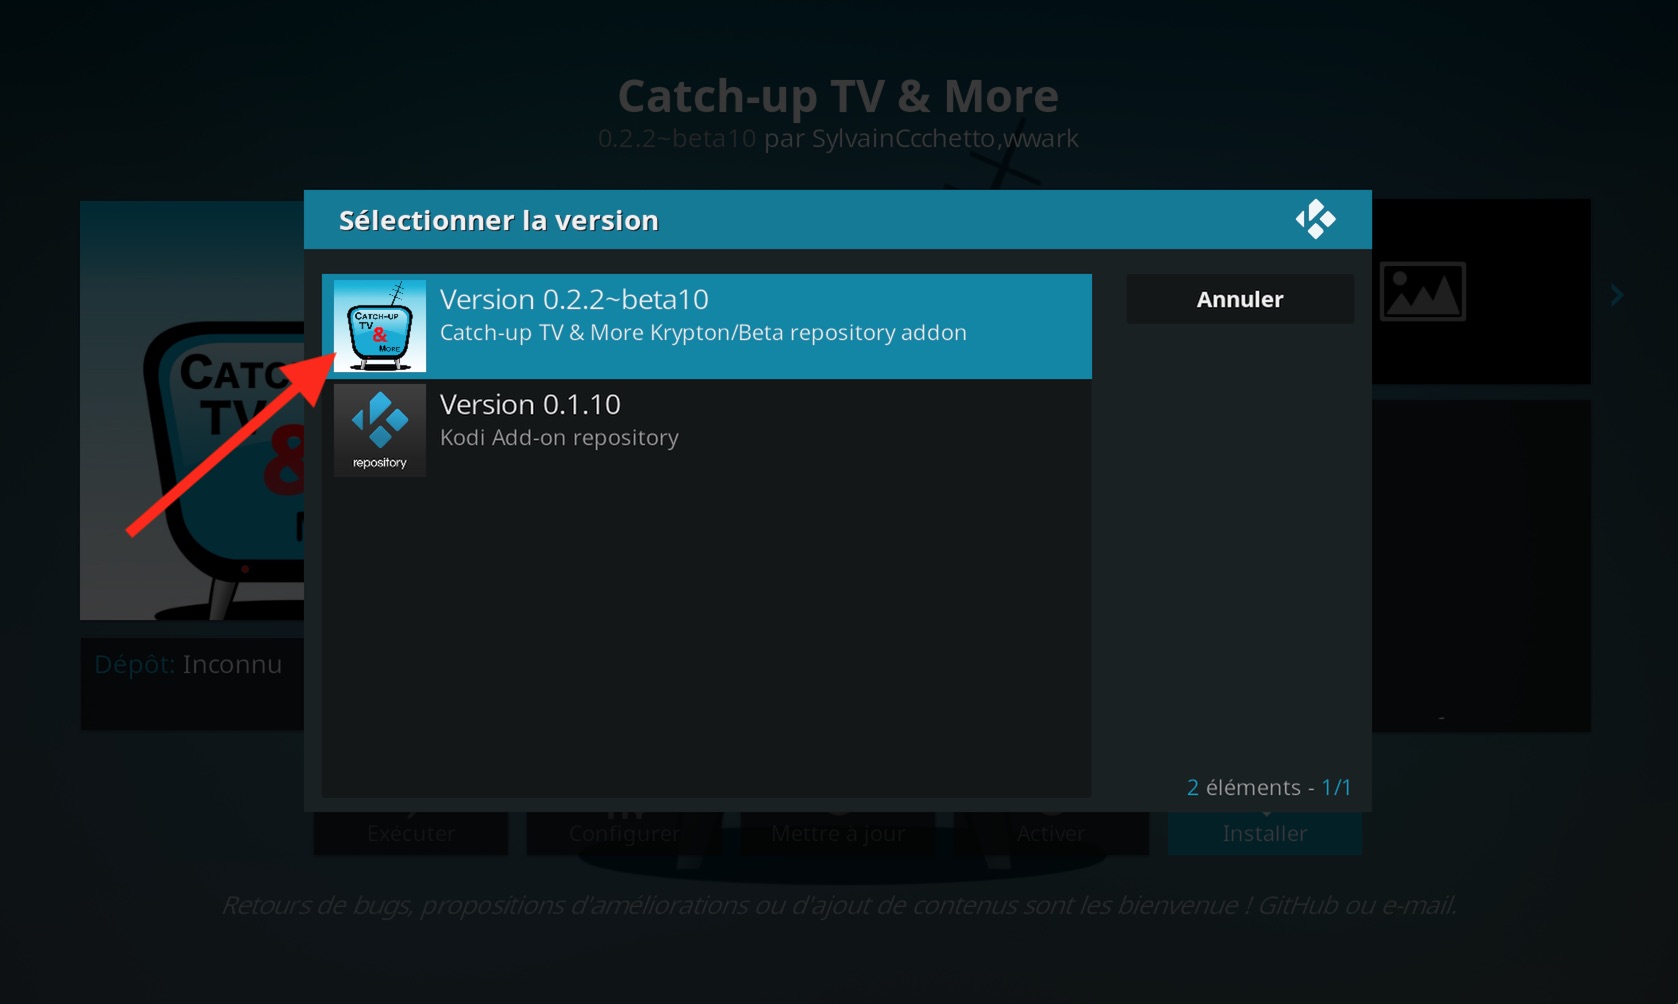 Catch-up TV & More
0.2.2~beta10 par SylvainCcchetto,wwark
Sélectionner la version
CATCH-UP
TV
&
MORE
Version 0.2.2~beta10
Catch-up TV & More Krypton/Beta repository addon
Annuler
repository
Version 0.1.10
Kodi Add-on repository
CATC
TV
&
Dépôt: Inconnu
-
2 éléments - 1/1
Exécuter
Configurer
Mettre à jour
Activer
Installer
Retours de bugs, propositions d'améliorations ou d'ajout de contenus sont les bienvenue ! GitHub ou e-mail.